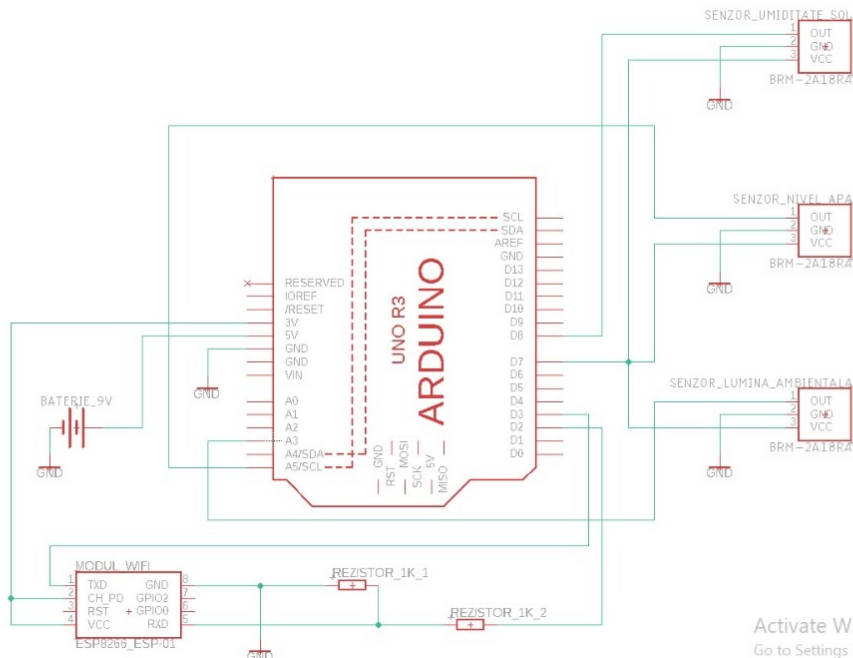 SENZOR_UMIDITATE_SOL
1 OUT
2 GND
3 VCC
BRM-2A18RA
GND
SENZOR_NIVEL_APA
1 OUT
2 GND
3 VCC
BRM-2A18RA
GND
SENZOR_LUMINA_AMBIENTALA
1 OUT
2 GND
3 VCC
BRM-2A18RA
GND
RESERVED
IOREF
/RESET
3V
5V
GND
GND
VIN
A0
A1
A2
A3
A4/SDA
A5/SCL
UNO R3
ARDUINO
SCL
SDA
AREF
GND
D13
D12
D11
D10
D9
D8
D7
D6
D5
D4
D3
D2
D1
D0
GND
RST
MOSI
SCK
5V
MISO
GND
BATERIE_9V
GND
MODUL_WIFI
1 TXD GND 8
2 CH_PD GPIO2 7
3 RST GPIO0 6
4 VCC RXD 5
ESP8266_ESP-01
REZISTOR_1K_1
REZISTOR_1K_2
GND
Activate W
Go to Settings